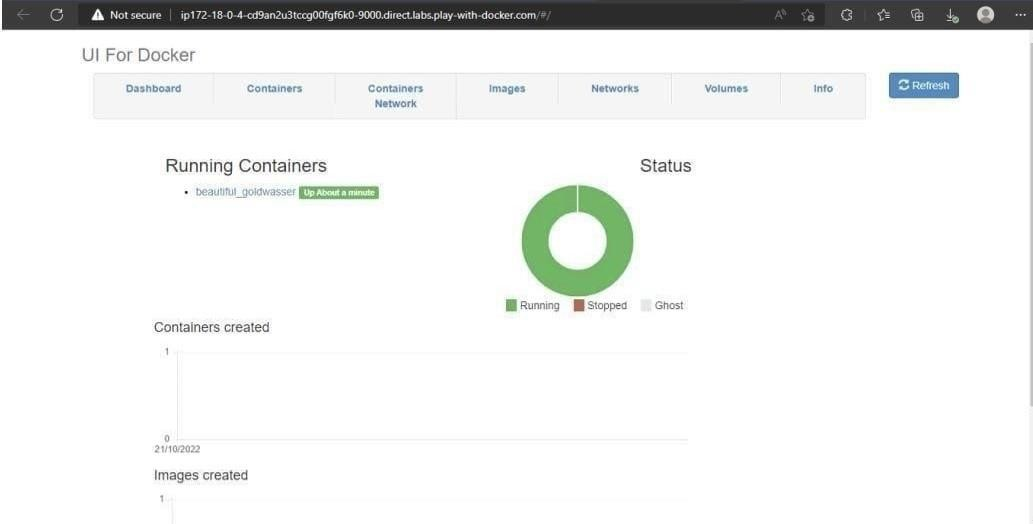 Not secure | ip172-18-0-4-cd9an2u3tccg00fgf6k0-9000.direct.labs.play-with-docker.com/#/
UI For Docker
Dashboard Containers Containers Network Images Networks Volumes Info Refresh
Running Containers
beautiful_goldwasser Up About a minute
Status
Running Stopped Ghost
Containers created
1
0
21/10/2022
Images created
1